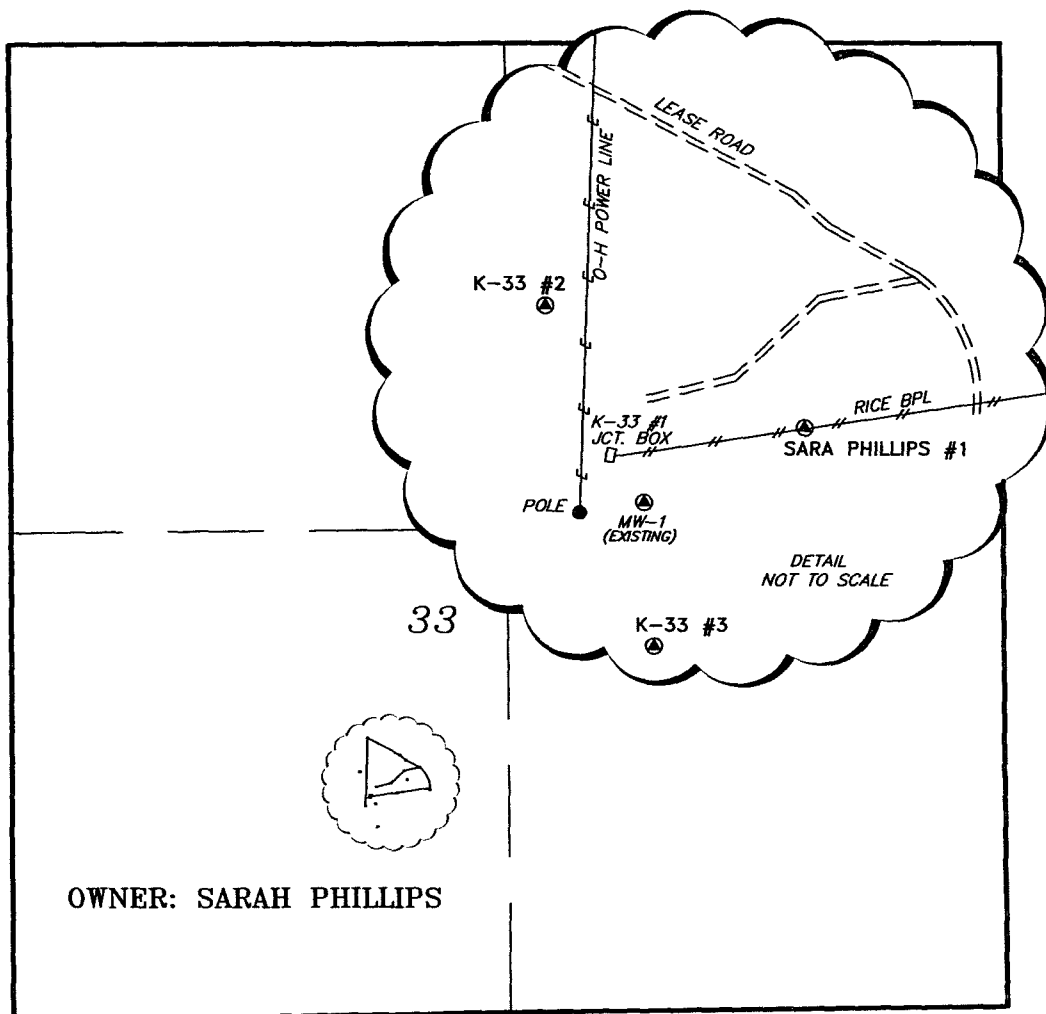 LEASE ROAD
O-H POWER LINE
K-33 #2
RICE BPL
K-33 #1
JCT. BOX
SARA PHILLIPS #1
POLE
MW-1
(EXISTING)
DETAIL
NOT TO SCALE
33
K-33 #3
OWNER: SARAH PHILLIPS